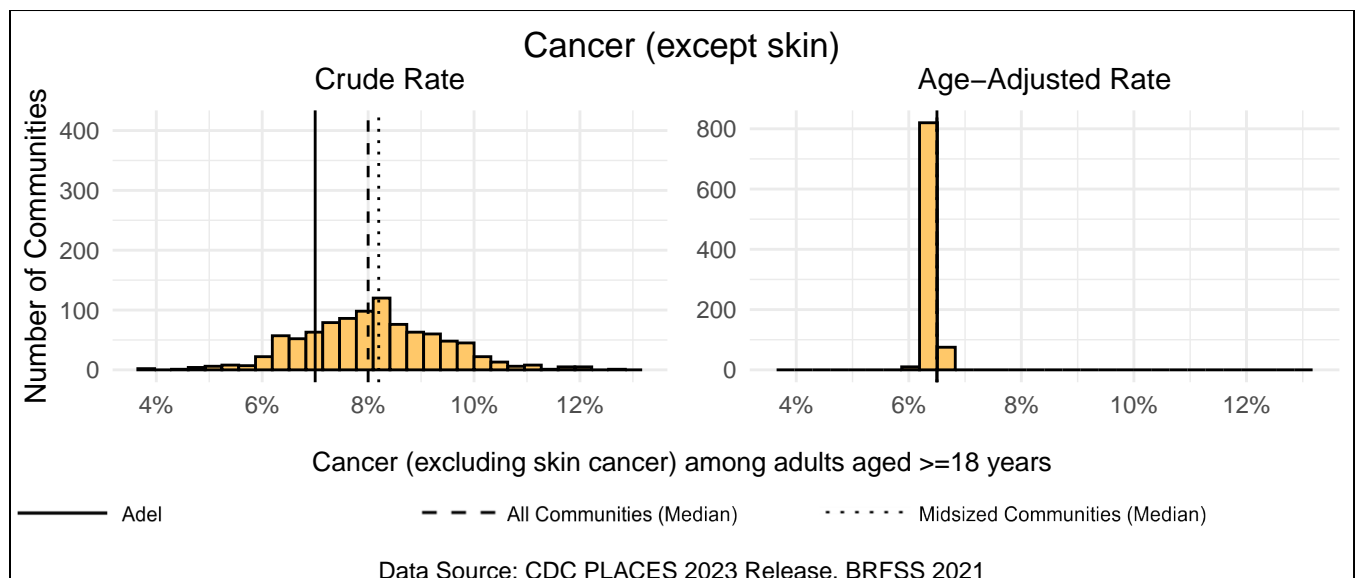 Cancer (except skin)
Crude Rate
Age−Adjusted Rate
Number of Communities
400
300
200
100
0
4%
6%
8%
10%
12%
800
600
400
200
0
4%
6%
8%
10%
12%
Cancer (excluding skin cancer) among adults aged >=18 years
Adel
All Communities (Median)
Midsized Communities (Median)
Data Source: CDC PLACES 2023 Release, BRFSS 2021